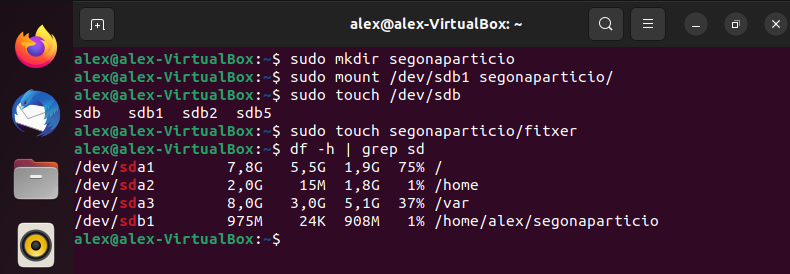 alex@alex-VirtualBox: ~
alex@alex-VirtualBox:~$ sudo mkdir segonaparticio
alex@alex-VirtualBox:~$ sudo mount /dev/sdb1 segonaparticio/
alex@alex-VirtualBox:~$ sudo touch /dev/sdb
sdb   sdb1  sdb2  sdb5
alex@alex-VirtualBox:~$ sudo touch segonaparticio/fitxer
alex@alex-VirtualBox:~$ df -h | grep sd
/dev/sda1        7,8G   5,5G  1,9G  75% /
/dev/sda2        2,0G    15M  1,8G   1% /home
/dev/sda3        8,0G   3,0G  5,1G  37% /var
/dev/sdb1        975M    24K  908M   1% /home/alex/segonaparticio
alex@alex-VirtualBox:~$